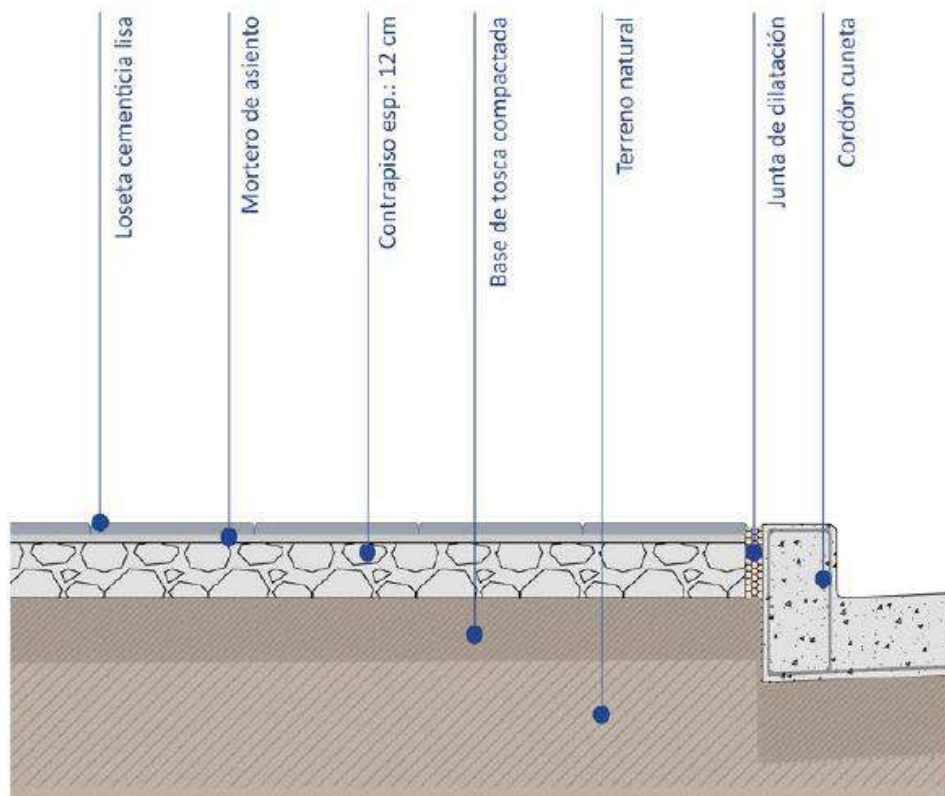 Loseta cementicia lisa
Mortero de asiento
Contrapiso esp.: 12 cm
Base de tosca compactada
Terreno natural
Junta de dilatación
Cordón cuneta